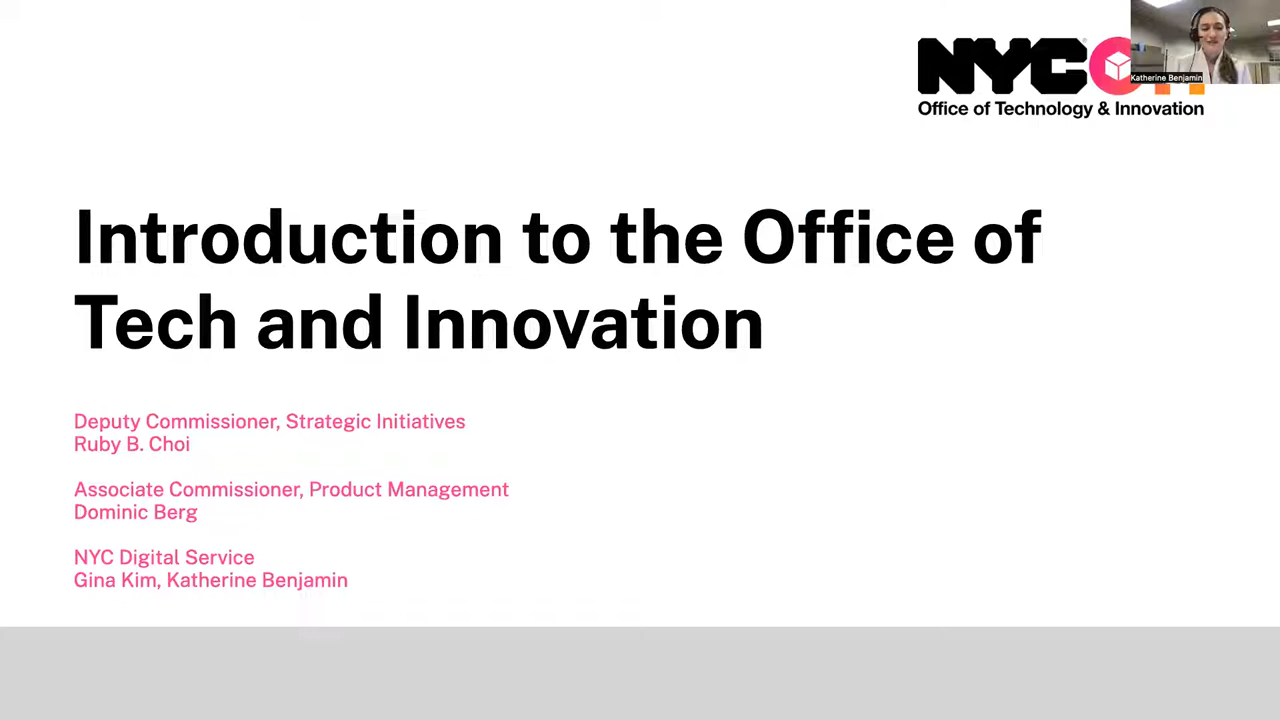 NYC
Katherine Benjamin
Office of Technology & Innovation
Introduction to the Office of
Tech and Innovation
Deputy Commissioner, Strategic Initiatives
Ruby B. Choi
Associate Commissioner, Product Management
Dominic Berg
NYC Digital Service
Gina Kim, Katherine Benjamin